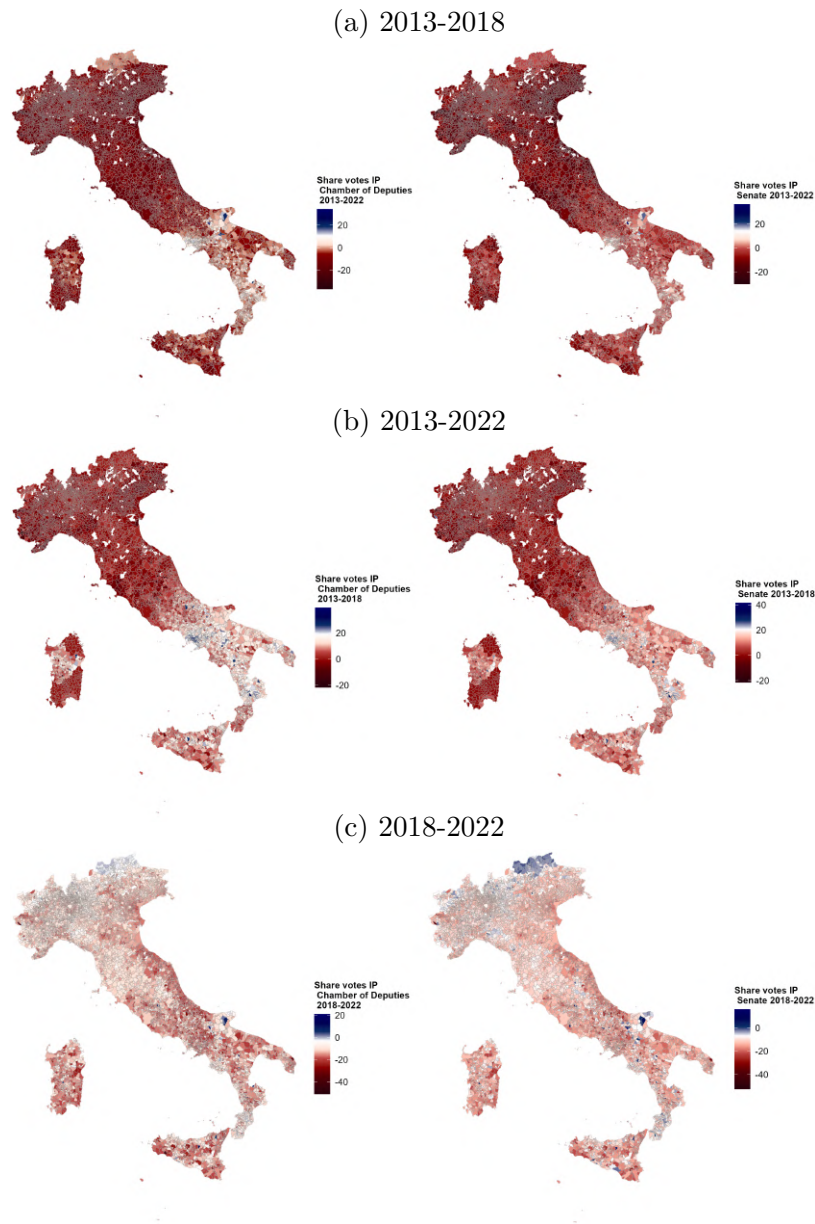 (a) 2013-2018
Share votes IP
Chamber of Deputies
2013-2022
20
0
-20
Share votes IP
Senate 2013-2022
20
0
-20
(b) 2013-2022
Share votes IP
Chamber of Deputies
2013-2018
20
0
-20
Share votes IP
Senate 2013-2018
40
20
0
-20
(c) 2018-2022
Share votes IP
Chamber of Deputies
2018-2022
20
0
-20
-40
Share votes IP
Senate 2018-2022
0
-20
-40